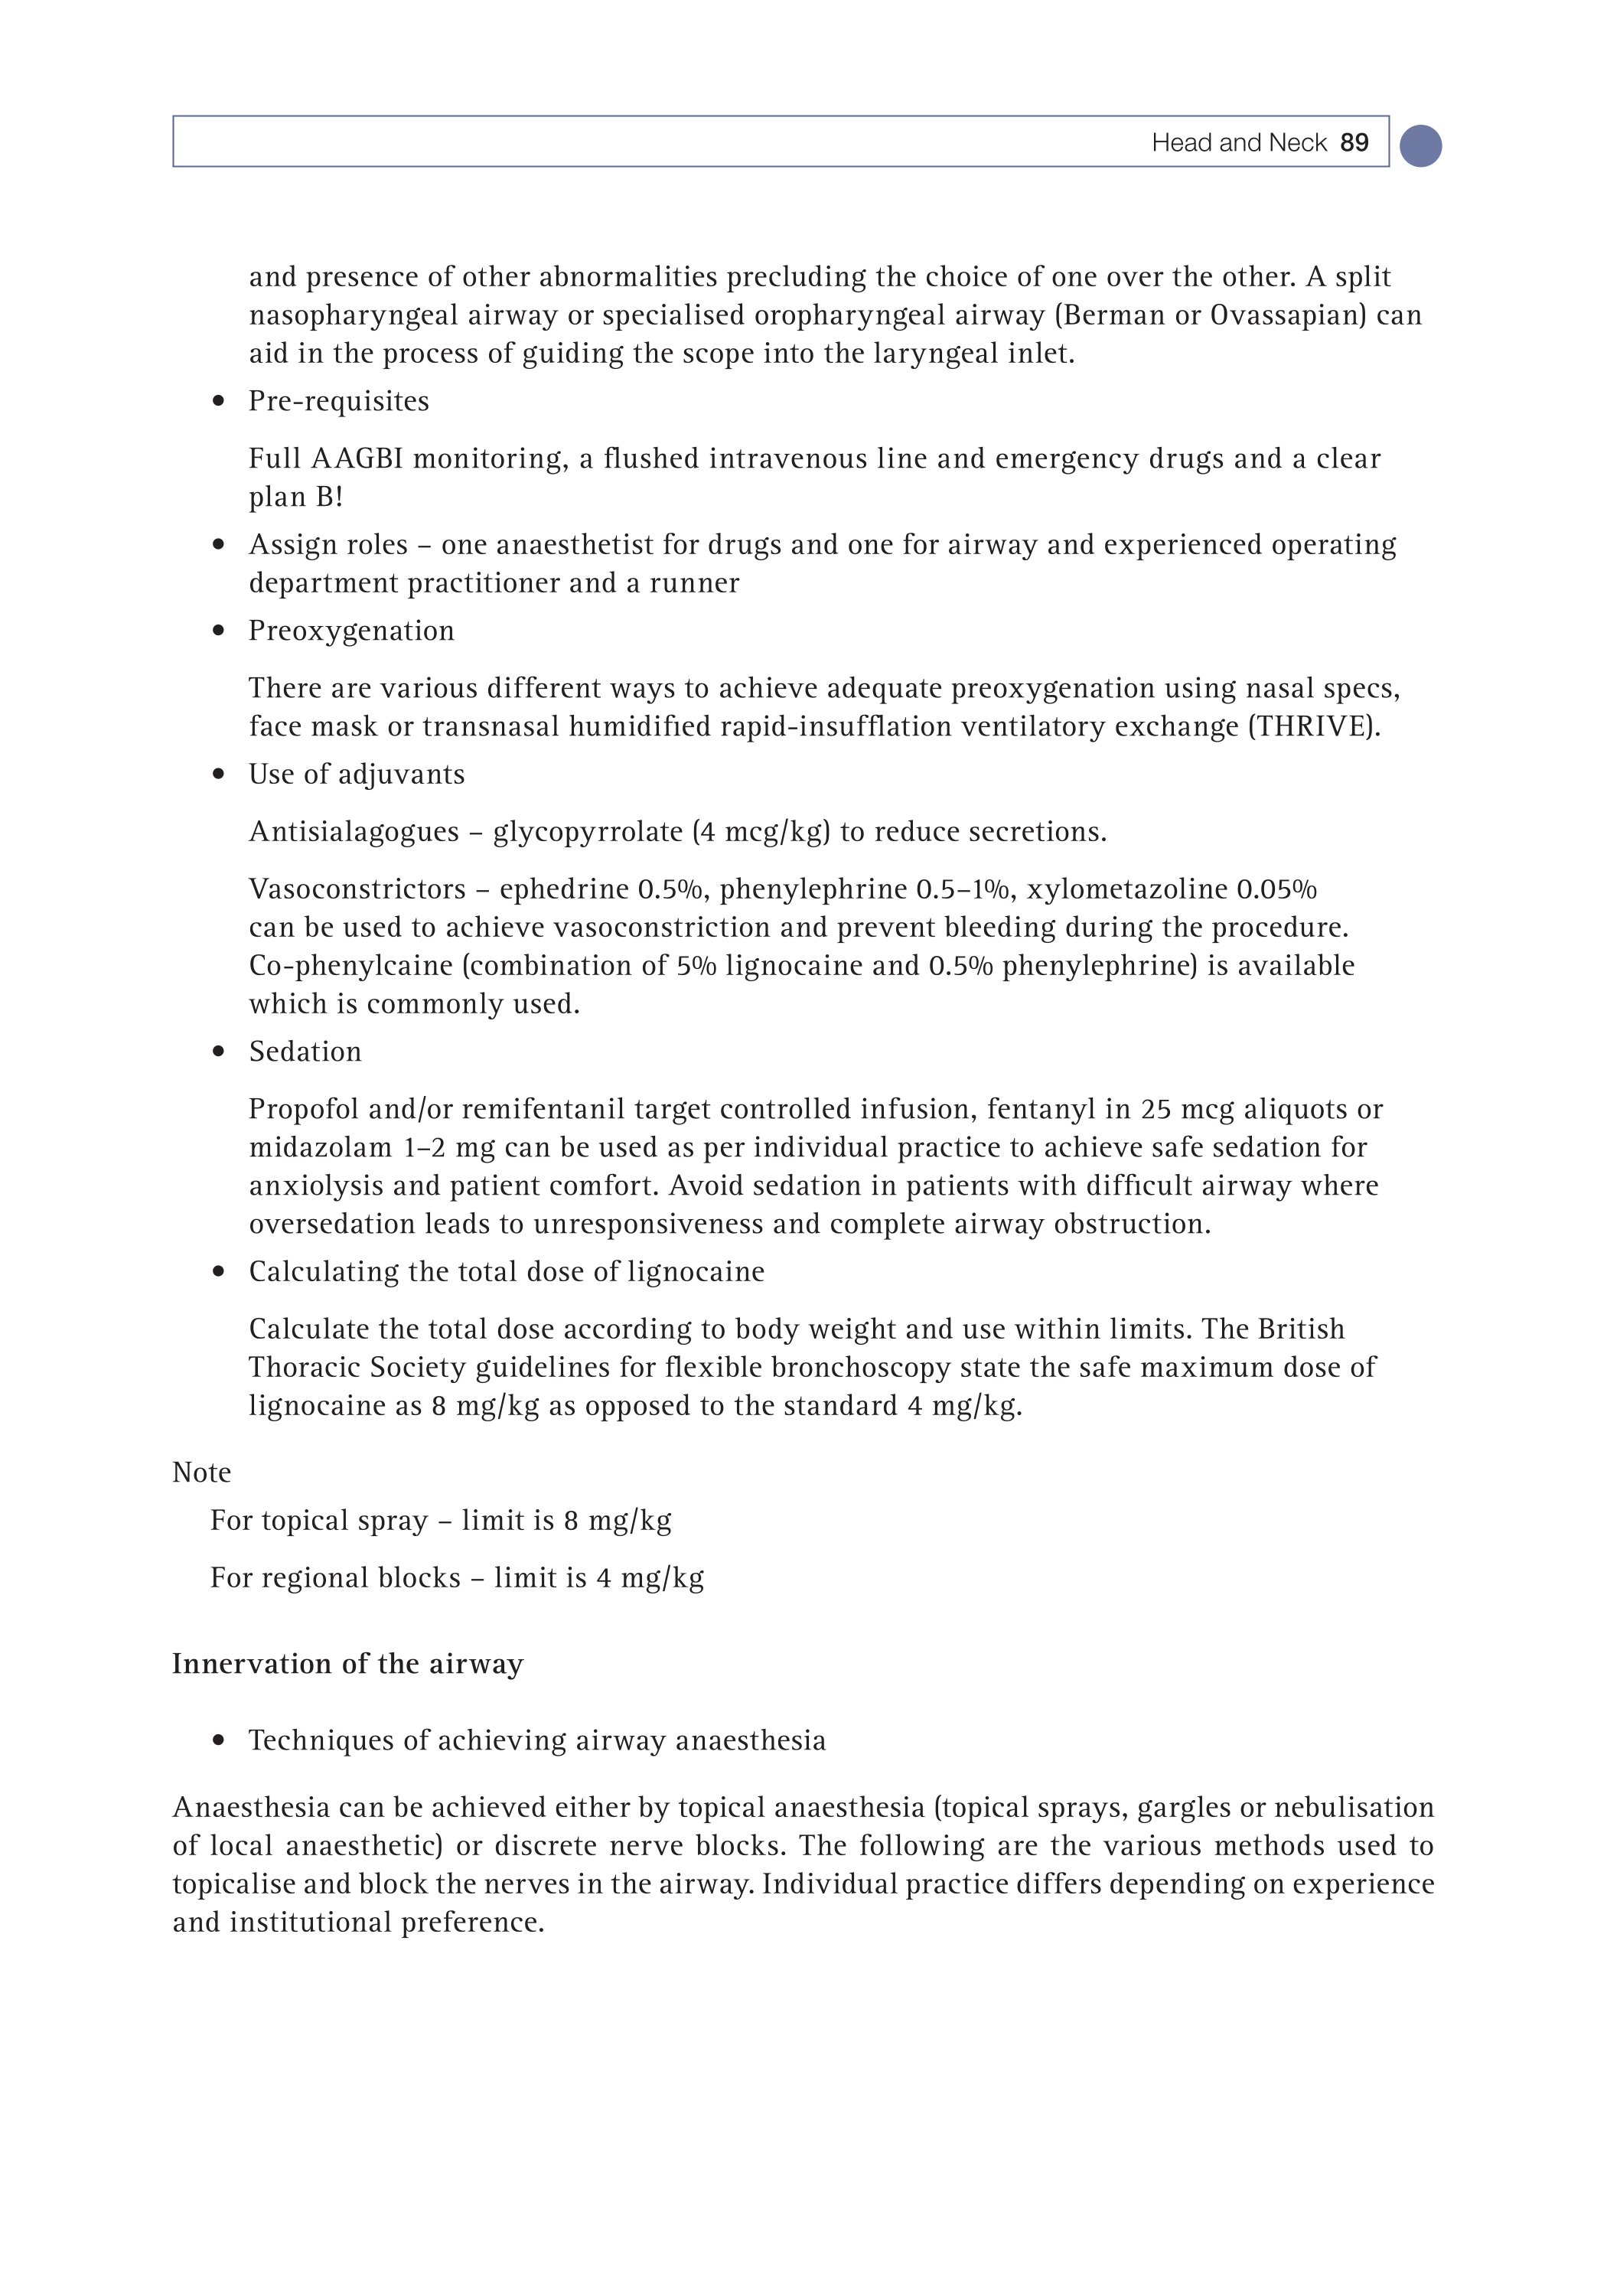 Head and Neck 89
and presence of other abnormalities precluding the choice of one over the other. A split
nasopharyngeal airway or specialised oropharyngeal airway (Berman or Ovassapian) can
aid in the process of guiding the scope into the laryngeal inlet.
• Pre-requisites
Full AAGBI monitoring, a flushed intravenous line and emergency drugs and a clear
plan B!
• Assign roles – one anaesthetist for drugs and one for airway and experienced operating
department practitioner and a runner
• Preoxygenation
There are various different ways to achieve adequate preoxygenation using nasal specs,
face mask or transnasal humidified rapid-insufflation ventilatory exchange (THRIVE).
• Use of adjuvants
Antisialagogues – glycopyrrolate (4 mcg/kg) to reduce secretions.
Vasoconstrictors – ephedrine 0.5%, phenylephrine 0.5–1%, xylometazoline 0.05%
can be used to achieve vasoconstriction and prevent bleeding during the procedure.
Co-phenylcaine (combination of 5% lignocaine and 0.5% phenylephrine) is available
which is commonly used.
• Sedation
Propofol and/or remifentanil target controlled infusion, fentanyl in 25 mcg aliquots or
midazolam 1–2 mg can be used as per individual practice to achieve safe sedation for
anxiolysis and patient comfort. Avoid sedation in patients with difficult airway where
oversedation leads to unresponsiveness and complete airway obstruction.
• Calculating the total dose of lignocaine
Calculate the total dose according to body weight and use within limits. The British
Thoracic Society guidelines for flexible bronchoscopy state the safe maximum dose of
lignocaine as 8 mg/kg as opposed to the standard 4 mg/kg.
Note
For topical spray – limit is 8 mg/kg
For regional blocks – limit is 4 mg/kg
Innervation of the airway
• Techniques of achieving airway anaesthesia
Anaesthesia can be achieved either by topical anaesthesia (topical sprays, gargles or nebulisation
of local anaesthetic) or discrete nerve blocks. The following are the various methods used to
topicalise and block the nerves in the airway. Individual practice differs depending on experience
and institutional preference.